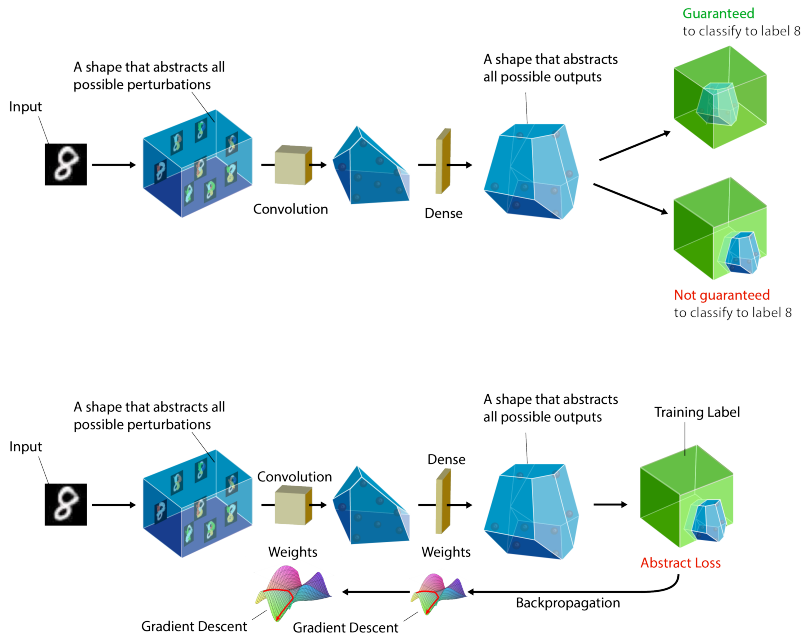 Guaranteed
to classify to label 8
A shape that abstracts all
possible perturbations
A shape that abstracts
all possible outputs
Input
Convolution
Dense
Not guaranteed
to classify to label 8
A shape that abstracts all
possible perturbations
A shape that abstracts
all possible outputs
Training Label
Input
Convolution
Dense
Weights
Weights
Abstract Loss
Backpropagation
Gradient Descent
Gradient Descent